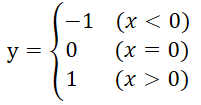 -1 (x < 0)
y = 0 (x = 0)
1 (x > 0)